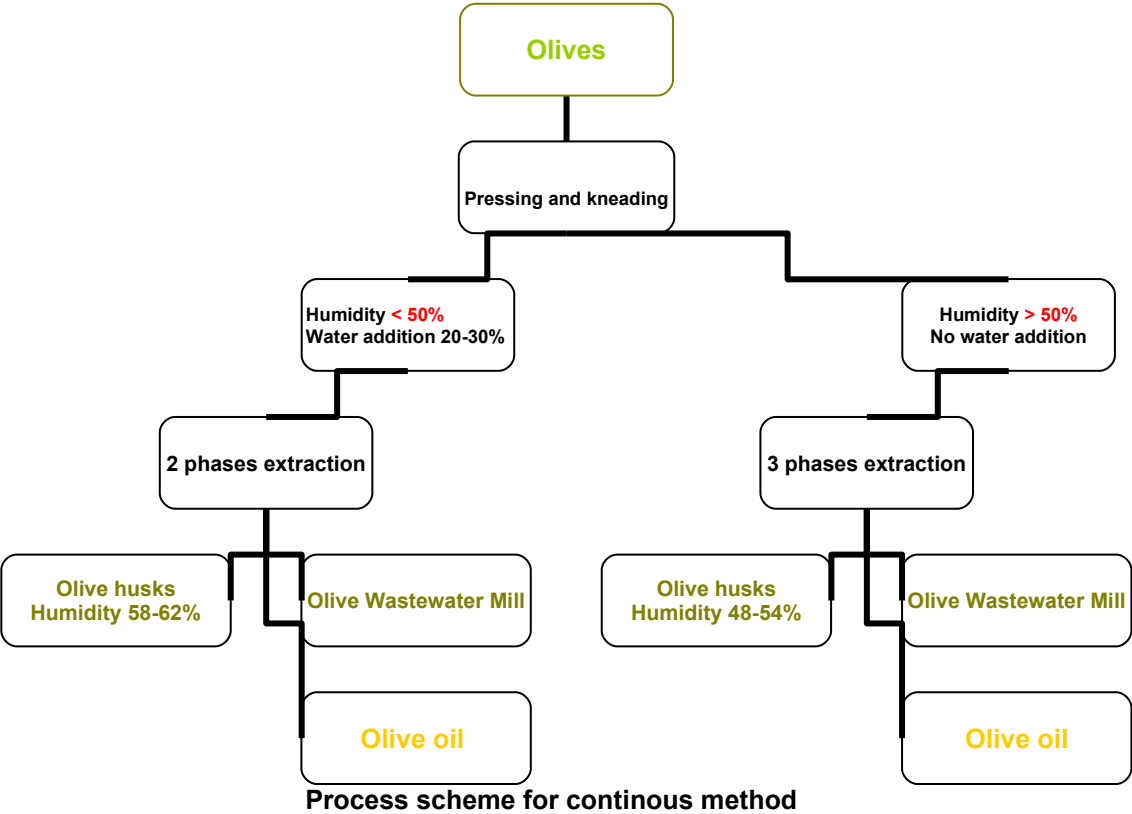 Olives
Pressing and kneading
Humidity < 50%
Water addition 20-30%
Humidity > 50%
No water addition
2 phases extraction
3 phases extraction
Olive husks
Humidity 58-62%
Olive Wastewater Mill
Olive husks
Humidity 48-54%
Olive Wastewater Mill
Olive oil
Olive oil
Process scheme for continous method